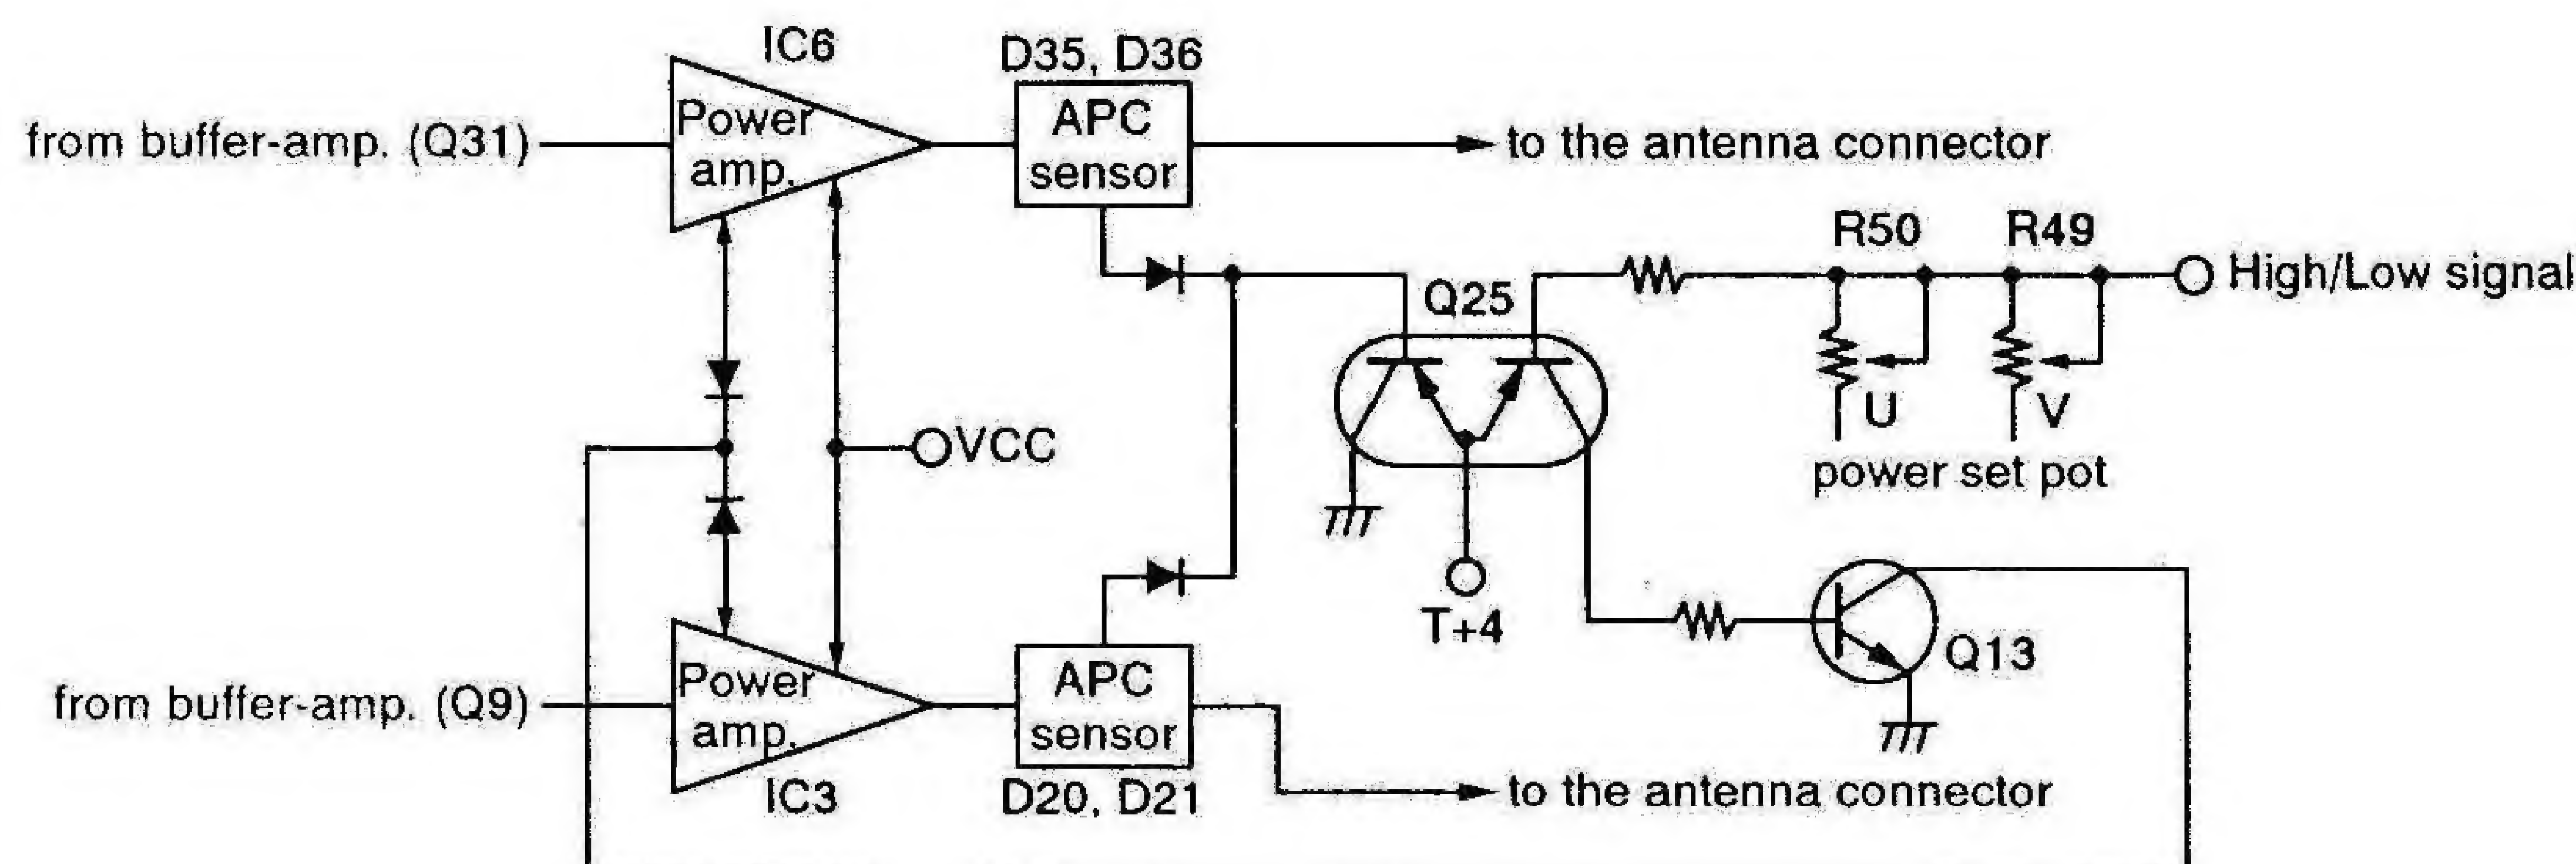 IC6
D35, D36
from buffer-amp. (Q31)
Power
amp.
APC
sensor
to the antenna connector
R50
R49
High/Low signal
Q25
U
V
power set pot
VCC
T+4
Q13
from buffer-amp. (Q9)
Power
amp.
IC3
APC
sensor
D20, D21
to the antenna connector